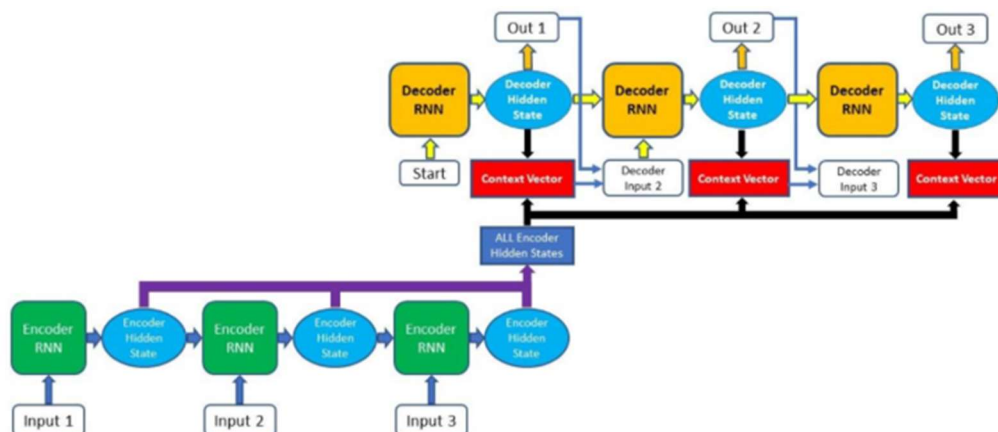 Out 1
Out 2
Out 3
Decoder
RNN
Decoder
Hidden
State
Decoder
RNN
Decoder
Hidden
State
Decoder
RNN
Decoder
Hidden
State
Start
Context Vector
Decoder
Input 2
Context Vector
Decoder
Input 3
Context Vector
ALL Encoder
Hidden States
Encoder
RNN
Encoder
Hidden
State
Encoder
RNN
Encoder
Hidden
State
Encoder
RNN
Encoder
Hidden
State
Input 1
Input 2
Input 3